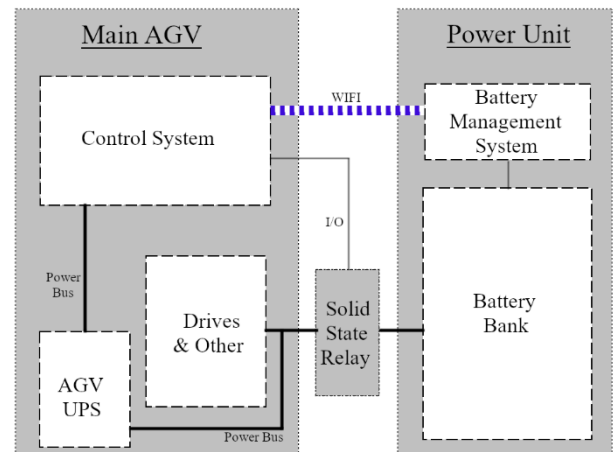 Main AGV
Power Unit
WIFI
Control System
Battery
Management
System
I/O
Power
Bus
Drives
& Other
Solid
State
Relay
Battery
Bank
AGV
UPS
Power Bus